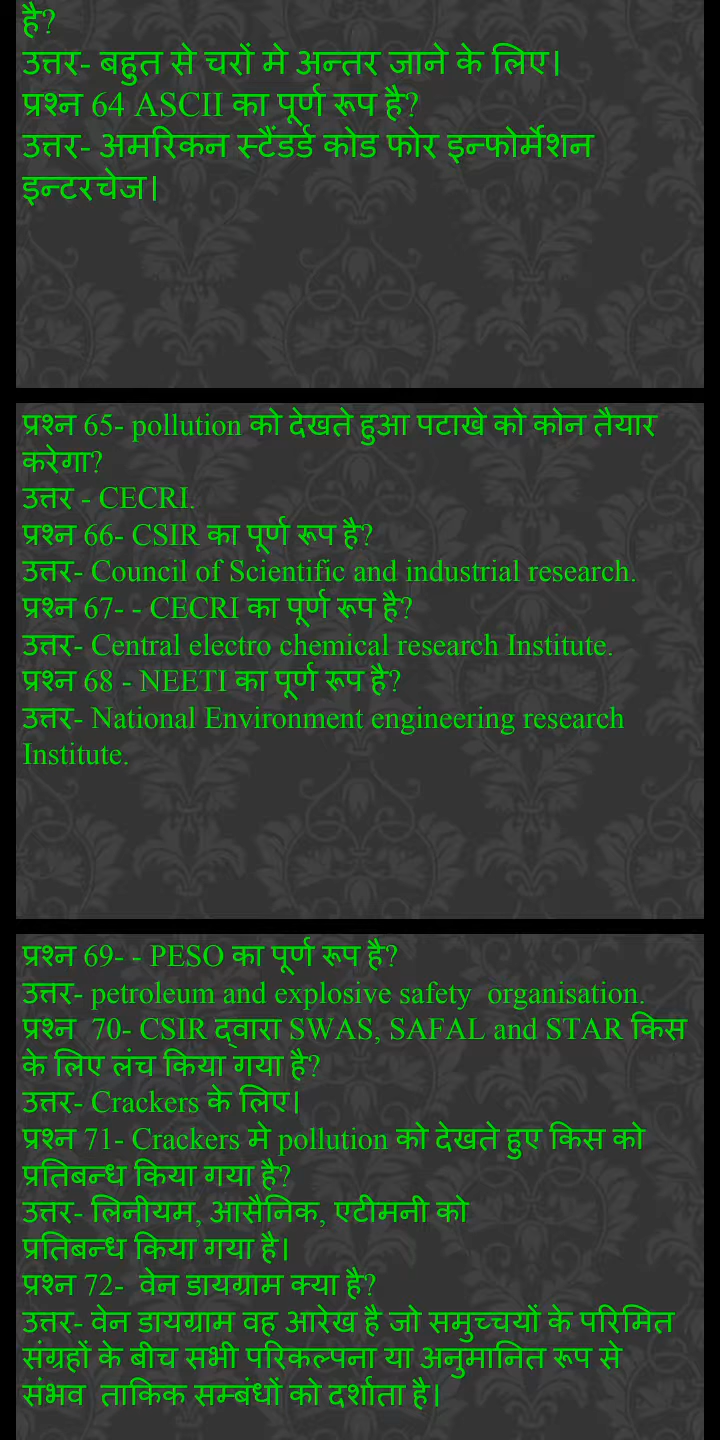 है?
उत्तर- बहुत से चरों मे अन्तर जाने के लिए।
प्रश्न 64 ASCII का पूर्ण रूप है?
उत्तर- अमरिकन स्टैंडर्ड कोड फोर इन्फोर्मेशन
इन्टरचेज।
प्रश्न 65- pollution को देखते हुआ पटाखे को कोन तैयार
करेगा?
उत्तर - CECRI.
प्रश्न 66- CSIR का पूर्ण रूप है?
उत्तर- Council of Scientific and industrial research.
प्रश्न 67- - CECRI का पूर्ण रूप है?
उत्तर- Central electro chemical research Institute.
प्रश्न 68 - NEETI का पूर्ण रूप है?
उत्तर- National Environment engineering research
Institute.
प्रश्न 69- - PESO का पूर्ण रूप है?
उत्तर- petroleum and explosive safety  organisation.
प्रश्न  70- CSIR द्वारा SWAS, SAFAL and STAR किस
के लिए लंच किया गया है?
उत्तर- Crackers के लिए।
प्रश्न 71- Crackers मे pollution को देखते हुए किस को
प्रतिबन्ध किया गया है?
उत्तर- लिनीयम, आसैनिक, एटीमनी को
प्रतिबन्ध किया गया है।
प्रश्न 72-  वेन डायग्राम क्या है?
उत्तर- वेन डायग्राम वह आरेख है जो समुच्चयों के परिमित
संग्रहों के बीच सभी परिकल्पना या अनुमानित रूप से
संभव  ताकिक सम्बंधों को दर्शाता है।